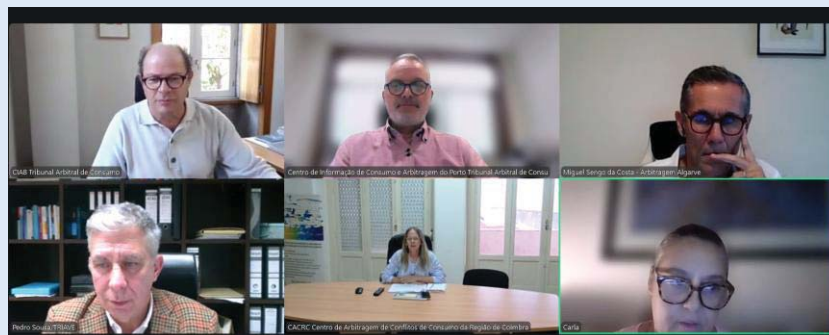 CIAB Tribunal Arbitral de Consumo
Centro de Informação de Consumo e Arbitragem do Porto Tribunal Arbitral de Consu
Miguel Sengo da Costa - Arbitragem Algarve
Pedro Sousa/TRIAVE
CACRC Centro de Arbitragem de Conflitos de Consumo da Região de Coimbra
Carla